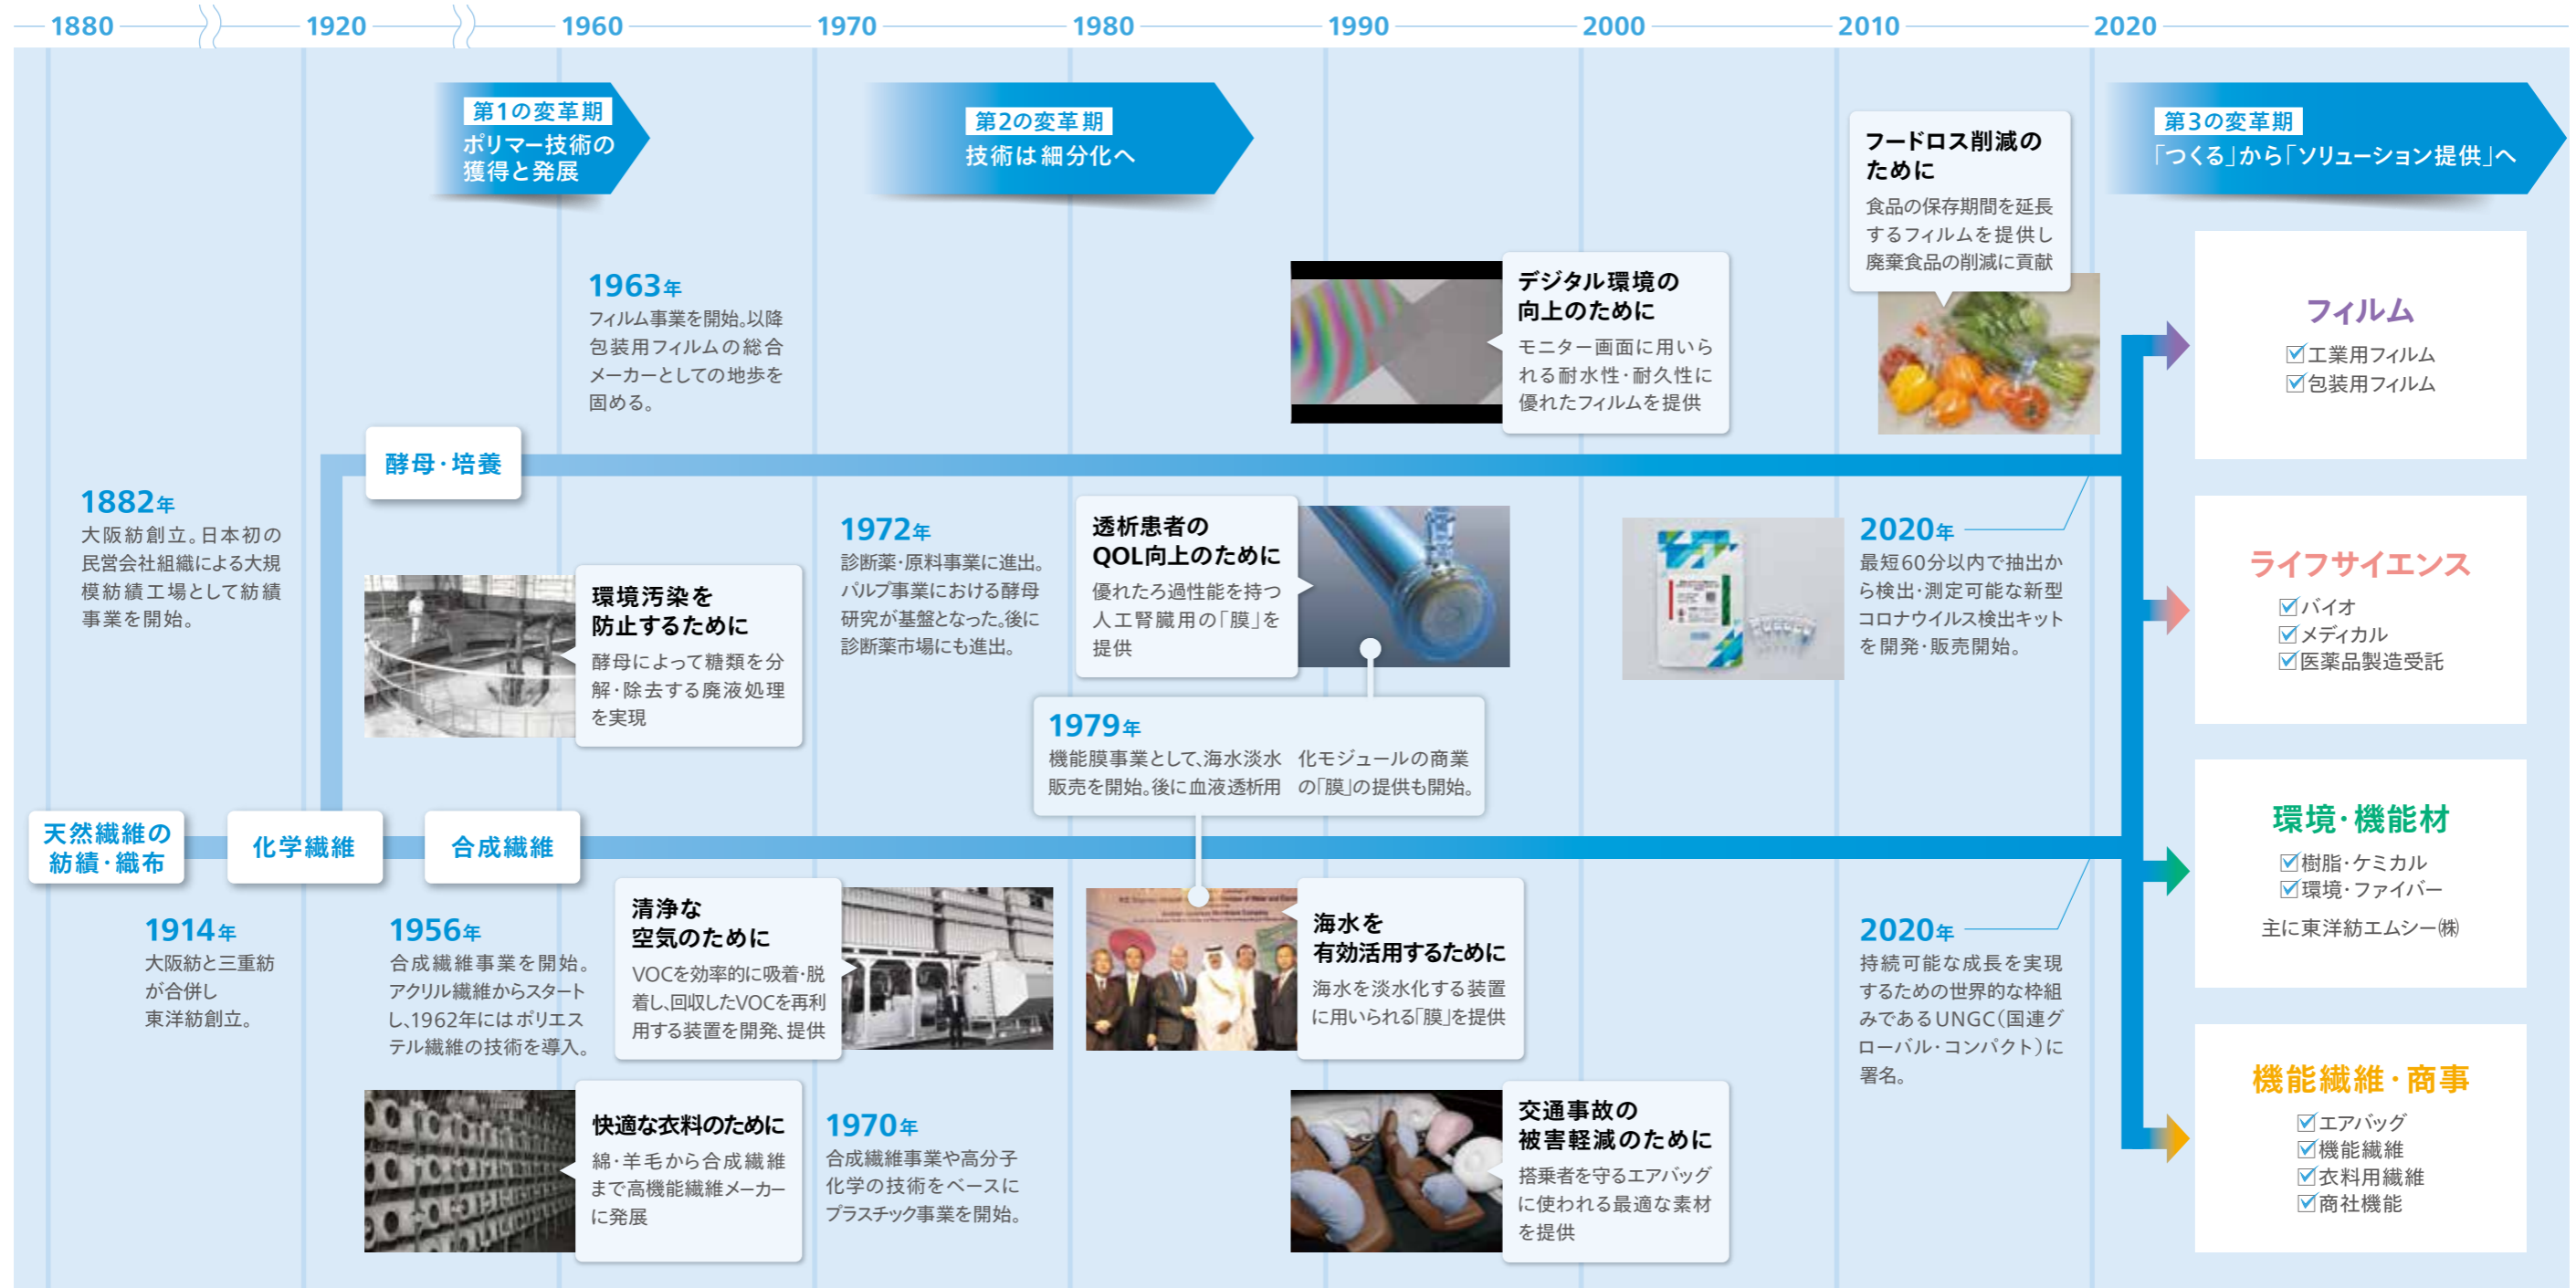 1880
1920
1960
1970
1980
1990
2000
2010
2020
第1の変革期
ポリマー技術の
獲得と発展
第2の変革期
技術は細分化へ
第3の変革期
「つくる」から「ソリューション提供」へ
フードロス削減の
ために
食品の保存期間を延長
するフィルムを提供し
廃棄食品の削減に貢献
1963年
フィルム事業を開始。以降
包装用フィルムの総合
メーカーとしての地歩を
固める。
デジタル環境の
向上のために
モニター画面に用いら
れる耐水性・耐久性に
優れたフィルムを提供
フィルム
工業用フィルム
包装用フィルム
酵母・培養
1882年
大阪紡創立。日本初の
民営会社組織による大規
模紡績工場として紡績
事業を開始。
環境汚染を
防止するために
酵母によって糖類を分
解・除去する廃液処理
を実現
1972年
診断薬・原料事業に進出。
パルプ事業における酵母
研究が基盤となった。後に
診断薬市場にも進出。
透析患者の
QOL向上のために
優れたろ過性能を持つ
人工腎臓用の「膜」を
提供
2020年
最短60分以内で抽出か
ら検出・測定可能な新型
コロナウイルス検出キット
を開発・販売開始。
ライフサイエンス
バイオ
メディカル
医薬品製造受託
1979年
機能膜事業として、海水淡水 化モジュールの商業
販売を開始。後に血液透析用 の「膜」の提供も開始。
天然繊維の
紡績・織布
化学繊維
合成繊維
環境・機能材
樹脂・ケミカル
環境・ファイバー
主に東洋紡エムシー㈱
1914年
大阪紡と三重紡
が合併し
東洋紡創立。
1956年
合成繊維事業を開始。
アクリル繊維からスタート
し、1962年にはポリエス
テル繊維の技術を導入。
清浄な
空気のために
VOCを効率的に吸着・脱
着し、回収したVOCを再利
用する装置を開発、提供
海水を
有効活用するために
海水を淡水化する装置
に用いられる「膜」を提供
2020年
持続可能な成長を実現
するための世界的な枠組
みであるUNGC(国連グ
ローバル・コンパクト)に
署名。
快適な衣料のために
綿・羊毛から合成繊維
まで高機能繊維メーカー
に発展
1970年
合成繊維事業や高分子
化学の技術をベースに
プラスチック事業を開始。
交通事故の
被害軽減のために
搭乗者を守るエアバッグ
に使われる最適な素材
を提供
機能繊維・商事
エアバッグ
機能繊維
衣料用繊維
商社機能